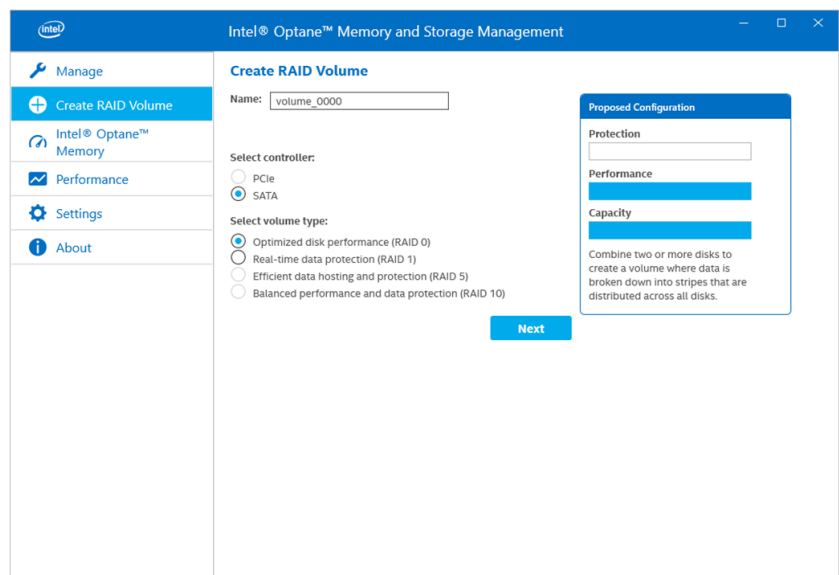 intel
Intel® Optane™ Memory and Storage Management
Manage
Create RAID Volume
Intel® Optane™
Memory
Performance
Settings
About
Create RAID Volume
Name: volume_0000
Select controller:
PCIe
SATA
Select volume type:
Optimized disk performance (RAID 0)
Real-time data protection (RAID 1)
Efficient data hosting and protection (RAID 5)
Balanced performance and data protection (RAID 10)
Next
Proposed Configuration
Protection
Performance
Capacity
Combine two or more disks to
create a volume where data is
broken down into stripes that are
distributed across all disks.